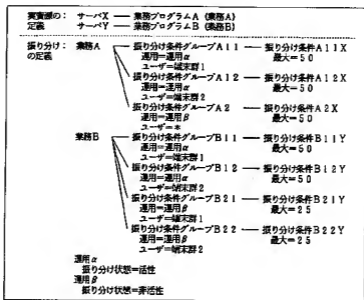 実資源の： サーバX ── 業務プログラムA (業務A)
定義 サーバY ── 業務プログラムB (業務B)
振り分け： 業務A 振り分け条件グループA11 ── 振り分け条件A11X
の定義 運用=運用α 最大=50
ユーザ=端末群1
振り分け条件グループA12 ── 振り分け条件A12X
運用=運用α 最大=50
ユーザ=端末群2
振り分け条件グループA2 ── 振り分け条件A2X
運用=運用β 最大=50
ユーザ=*
業務B 振り分け条件グループB11 ── 振り分け条件B11Y
運用=運用α 最大=50
ユーザ=端末群1
振り分け条件グループB12 ── 振り分け条件B12Y
運用=運用α 最大=50
ユーザ=端末群2
振り分け条件グループB21 ── 振り分け条件B21Y
運用=運用β 最大=25
ユーザ=端末群1
振り分け条件グループB22 ── 振り分け条件B22Y
運用=運用β 最大=25
ユーザ=端末群2
運用α
振り分け状態=活性
運用β
振り分け状態=非活性